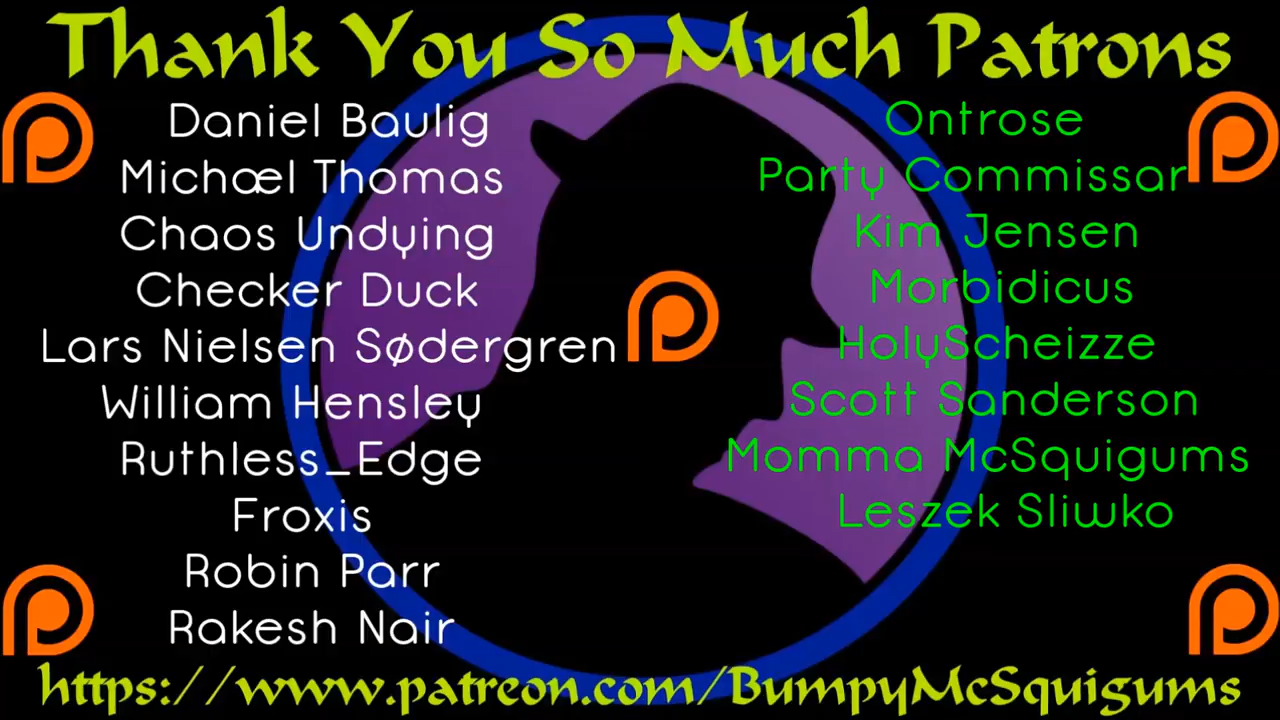 Thank You So Much Patrons
Daniel Baulig
Michael Thomas
Chaos Undying
Checker Duck
Lars Nielsen Sødergren
William Hensley
Ruthless_Edge
Froxis
Robin Parr
Rakesh Nair
Ontrose
Party Commissar
Kim Jensen
Morbidicus
HolyScheizze
Scott Sanderson
Momma McSquigums
Leszek Sliwko
https://www.patreon.com/BumpyMcSquigums